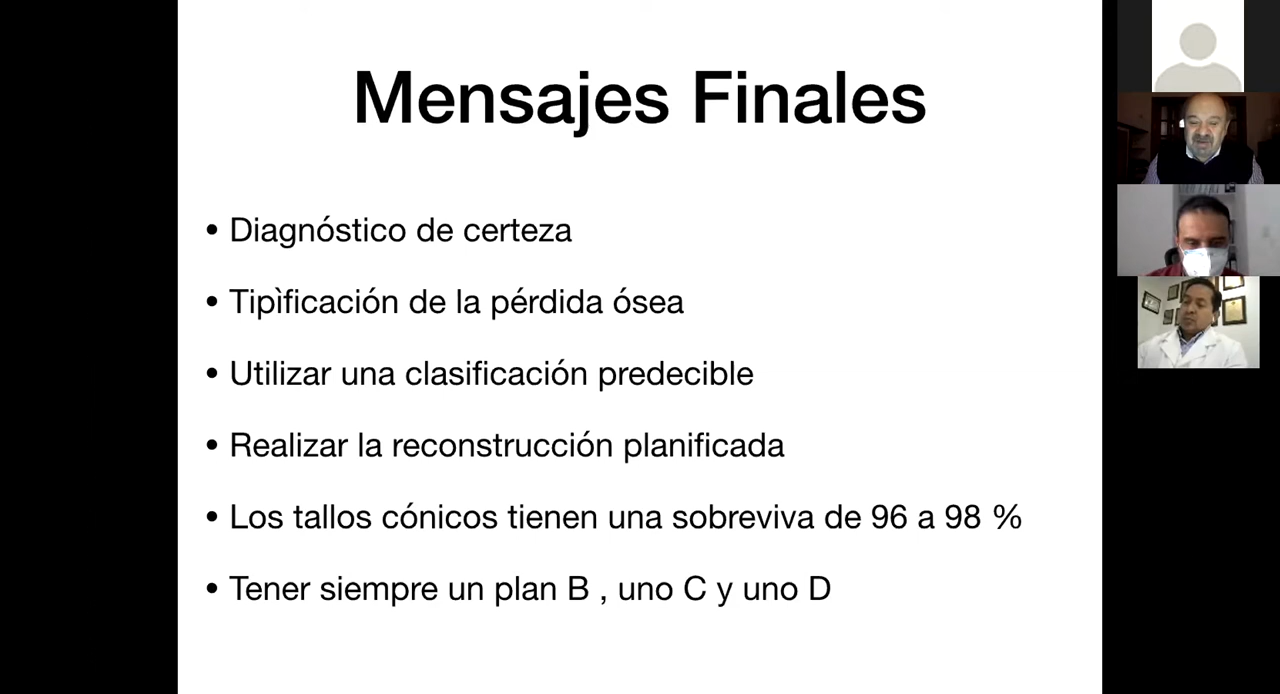 Mensajes Finales
• Diagnóstico de certeza
• Tipìficación de la pérdida ósea
• Utilizar una clasificación predecible
• Realizar la reconstrucción planificada
• Los tallos cónicos tienen una sobreviva de 96 a 98 %
• Tener siempre un plan B , uno C y uno D